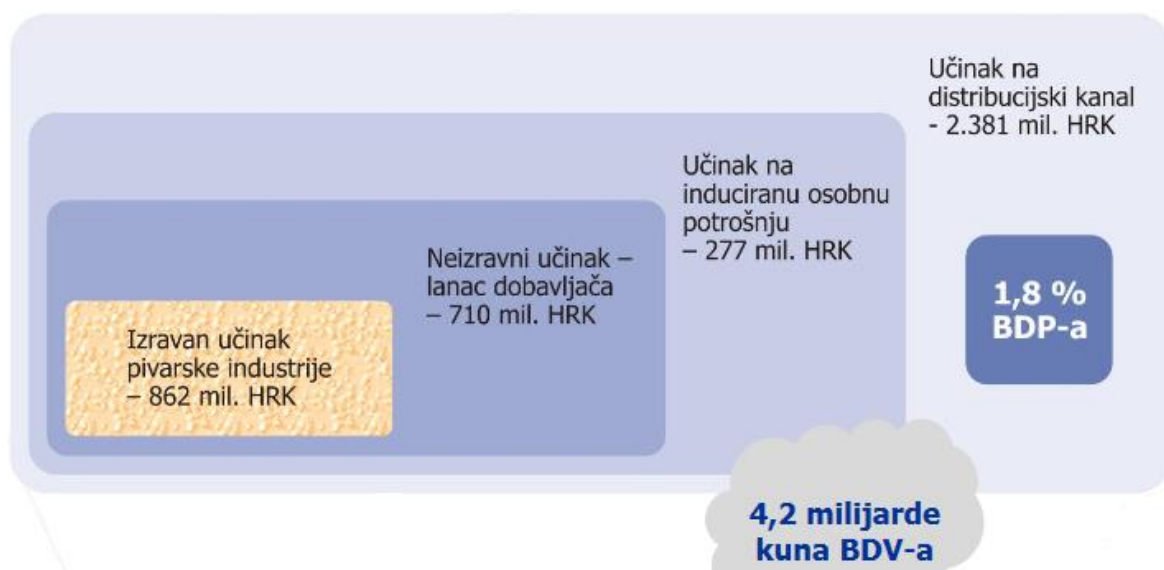 Učinak na
distribucijski kanal
- 2.381 mil. HRK
Učinak na
induciranu osobnu
potrošnju
– 277 mil. HRK
Neizravni učinak –
lanac dobavljača
– 710 mil. HRK
Izravan učinak
pivarske industrije
– 862 mil. HRK
1,8 %
BDP-a
4,2 milijarde
kuna BDV-a